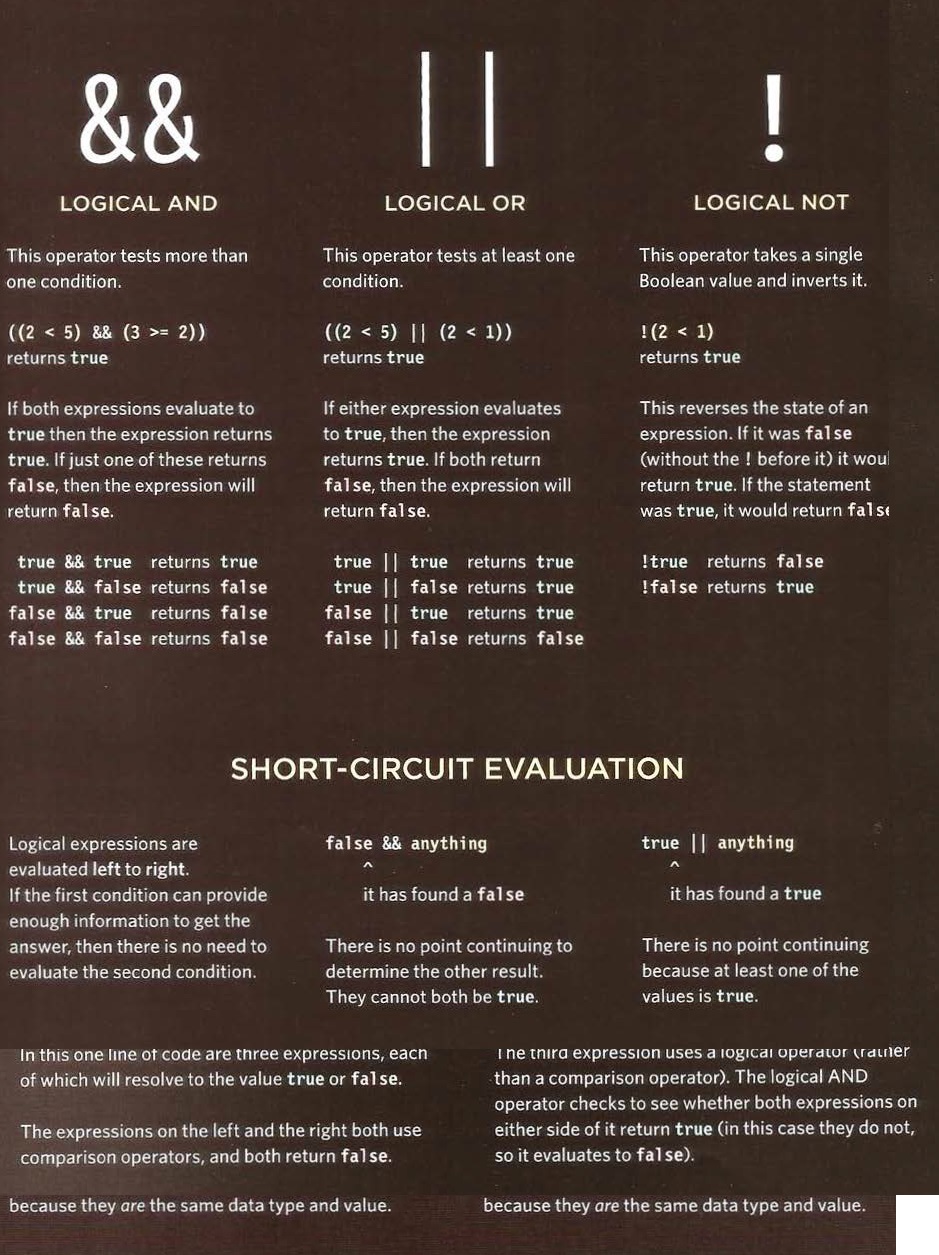 &&
LOGICAL AND
This operator tests more than
one condition.
((2 < 5) && (3 >= 2))
returns true
If both expressions evaluate to
true then the expression returns
true. If just one of these returns
false, then the expression will
return false.
true && true returns true
true && false returns false
false && true returns false
false && false returns false
||
LOGICAL OR
This operator tests at least one
condition.
((2 < 5) || (2 < 1))
returns true
If either expression evaluates
to true, then the expression
returns true. If both return
false, then the expression will
return false.
true || true returns true
true || false returns true
false || true returns true
false || false returns false
!
LOGICAL NOT
This operator takes a single
Boolean value and inverts it.
!(2 < 1)
returns true
This reverses the state of an
expression. If it was false
(without the ! before it) it woul
return true. If the statement
was true, it would return false
!true returns false
!false returns true
SHORT-CIRCUIT EVALUATION
Logical expressions are
evaluated left to right.
If the first condition can provide
enough information to get the
answer, then there is no need to
evaluate the second condition.
false && anything
^
it has found a false
There is no point continuing to
determine the other result.
They cannot both be true.
true || anything
^
it has found a true
There is no point continuing
because at least one of the
values is true.
In this one line of code are three expressions, each
of which will resolve to the value true or false.
The expressions on the left and the right both use
comparison operators, and both return false.
The third expression uses a logical operator (rather
than a comparison operator). The logical AND
operator checks to see whether both expressions on
either side of it return true (in this case they do not,
so it evaluates to false).
because they are the same data type and value.
because they are the same data type and value.